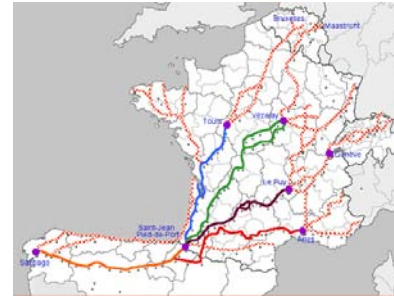 Bruxelles
Maastricht
Tours
Vézelay
Genève
Le Puy
Saint-Jean
Pied-de-Port
Arles
Santiago